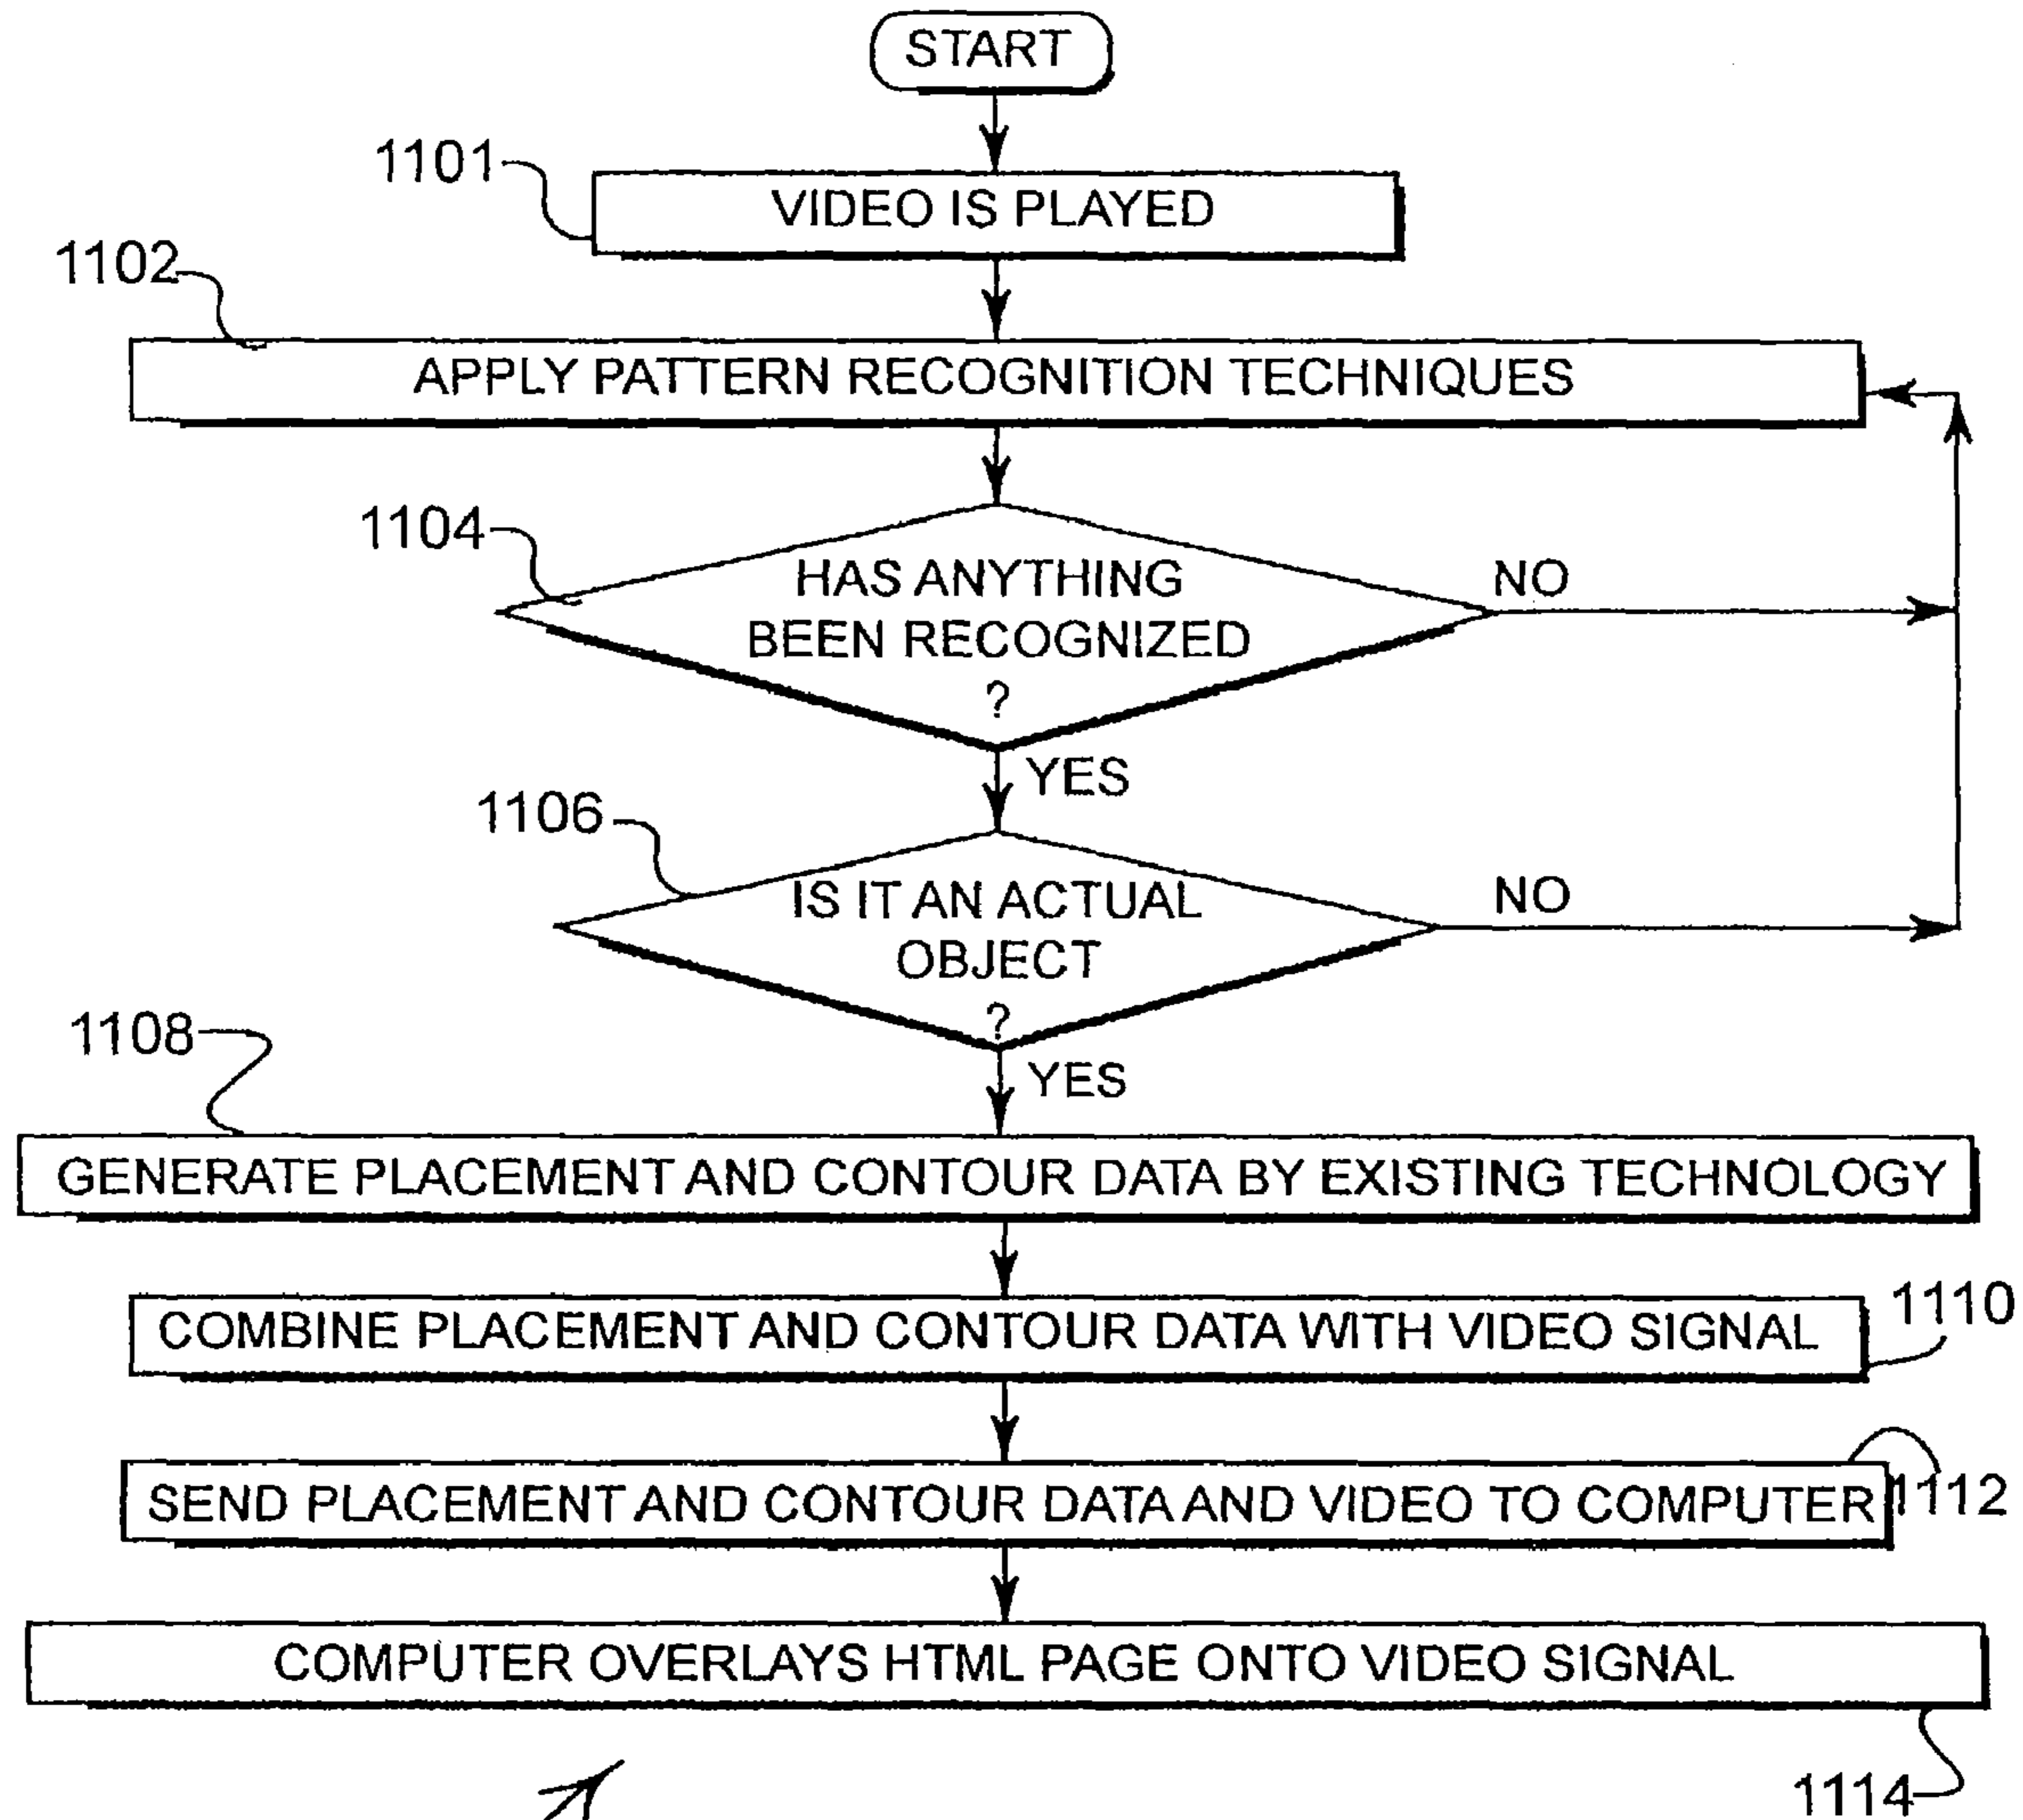 START
1101
VIDEO IS PLAYED
1102
APPLY PATTERN RECOGNITION TECHNIQUES
1104
HAS ANYTHING
BEEN RECOGNIZED
?
NO
YES
1106
IS IT AN ACTUAL
OBJECT
?
NO
YES
1108
GENERATE PLACEMENT AND CONTOUR DATA BY EXISTING TECHNOLOGY
COMBINE PLACEMENT AND CONTOUR DATA WITH VIDEO SIGNAL
1110
SEND PLACEMENT AND CONTOUR DATA AND VIDEO TO COMPUTER
1112
COMPUTER OVERLAYS HTML PAGE ONTO VIDEO SIGNAL
1114